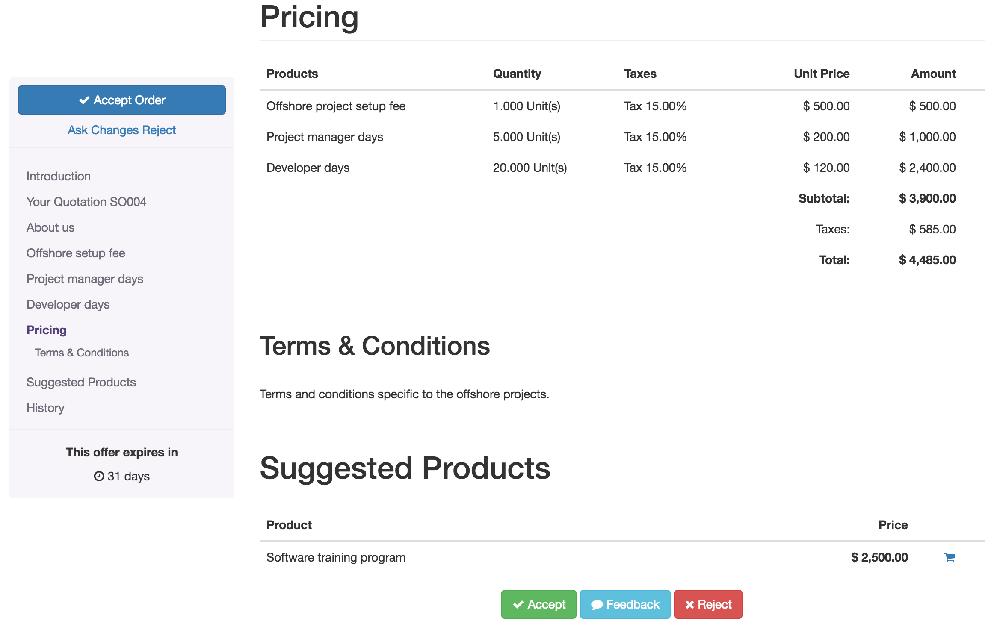 Accept Order
Ask Changes Reject
Introduction
Your Quotation SO004
About us
Offshore setup fee
Project manager days
Developer days
Pricing
Terms & Conditions
Suggested Products
History
This offer expires in
31 days
Pricing
Products Quantity Taxes Unit Price Amount
Offshore project setup fee 1.000 Unit(s) Tax 15.00% $ 500.00 $ 500.00
Project manager days 5.000 Unit(s) Tax 15.00% $ 200.00 $ 1,000.00
Developer days 20.000 Unit(s) Tax 15.00% $ 120.00 $ 2,400.00
Subtotal: $ 3,900.00
Taxes: $ 585.00
Total: $ 4,485.00
Terms & Conditions
Terms and conditions specific to the offshore projects.
Suggested Products
Product Price
Software training program $ 2,500.00
Accept Feedback Reject